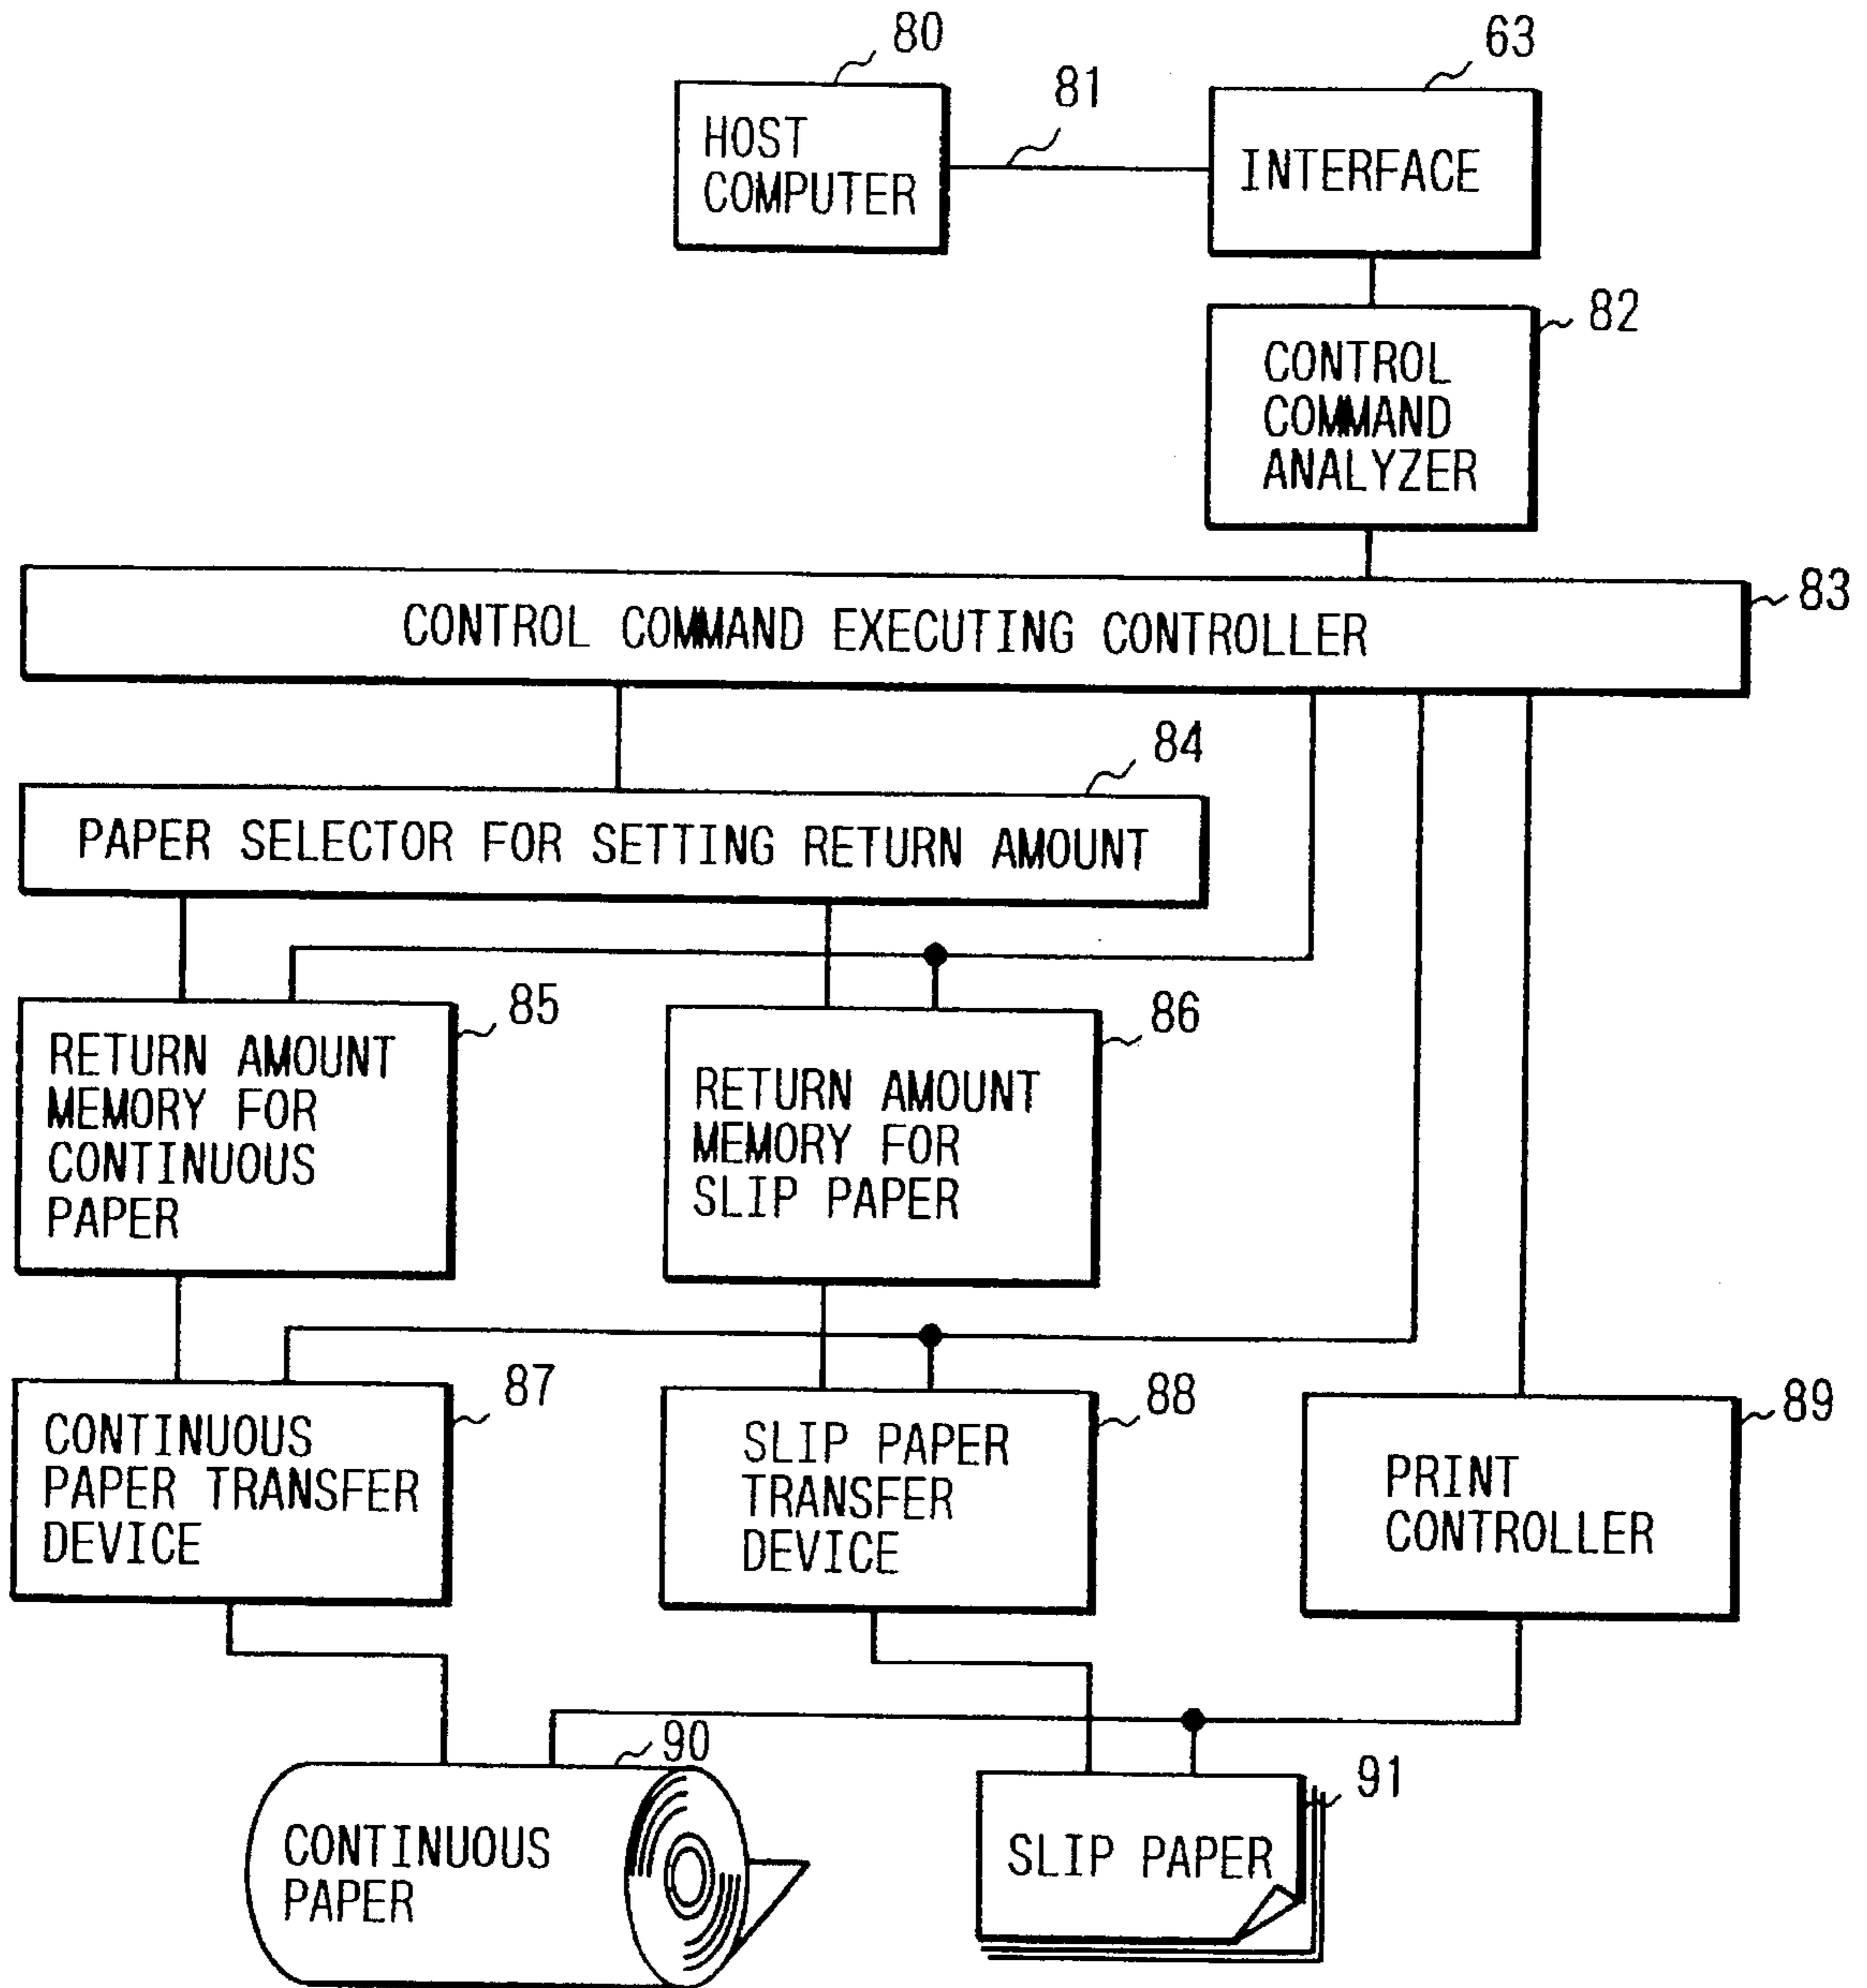 80
63
81
HOST
COMPUTER
INTERFACE
82
CONTROL
COMMAND
ANALYZER
83
CONTROL COMMAND EXECUTING CONTROLLER
84
PAPER SELECTOR FOR SETTING RETURN AMOUNT
85
RETURN AMOUNT
MEMORY FOR
CONTINUOUS
PAPER
86
RETURN AMOUNT
MEMORY FOR
SLIP PAPER
87
CONTINUOUS
PAPER TRANSFER
DEVICE
88
SLIP PAPER
TRANSFER
DEVICE
89
PRINT
CONTROLLER
90
CONTINUOUS
PAPER
91
SLIP PAPER